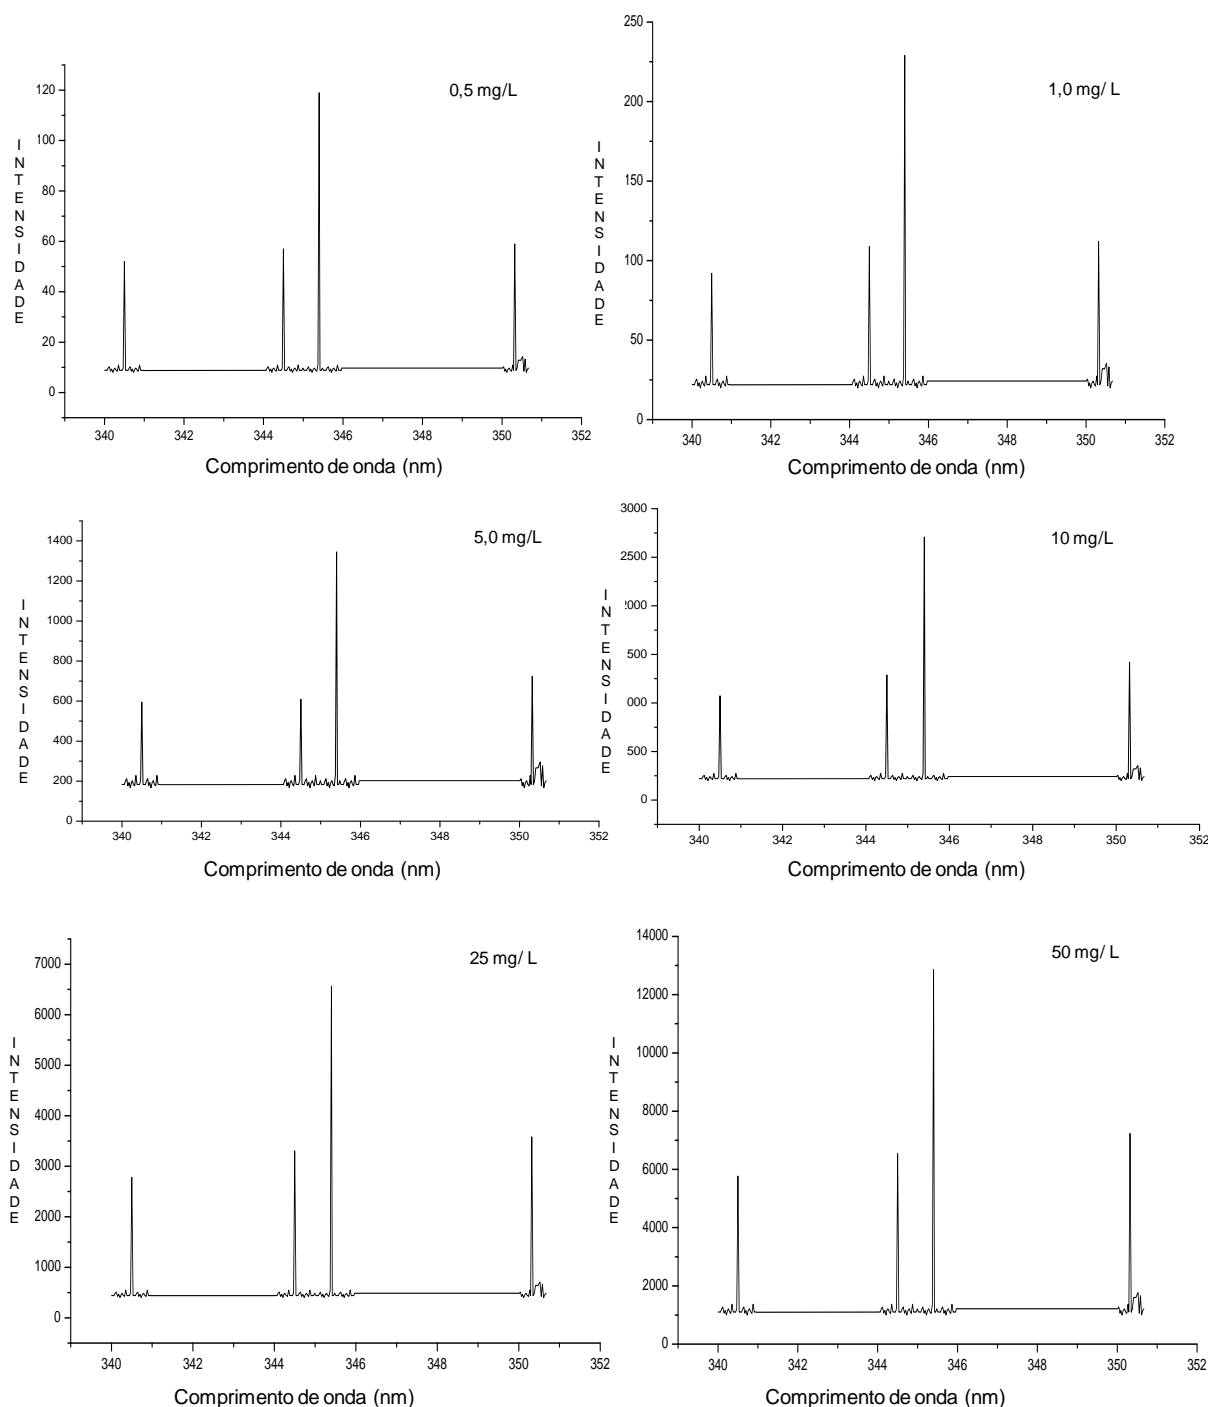 0,5 mg/L
INTENSIDADE
120
100
80
60
40
20
0
340 342 344 346 348 350 352
Comprimento de onda (nm)
1,0 mg/ L
INTENSIDADE
250
200
150
100
50
0
340 342 344 346 348 350 352
Comprimento de onda (nm)
5,0 mg/L
INTENSIDADE
1400
1200
1000
800
600
400
200
0
340 342 344 346 348 350 352
Comprimento de onda (nm)
10 mg/L
INTENSIDADE
3000
2500
2000
500
000
500
0
340 342 344 346 348 350 352
Comprimento de onda (nm)
25 mg/ L
INTENSIDADE
7000
6000
5000
4000
3000
2000
1000
0
340 342 344 346 348 350 352
Comprimento de onda (nm)
50 mg/ L
INTENSIDADE
14000
12000
10000
8000
6000
4000
2000
0
340 342 344 346 348 350 352
Comprimento de onda (nm)